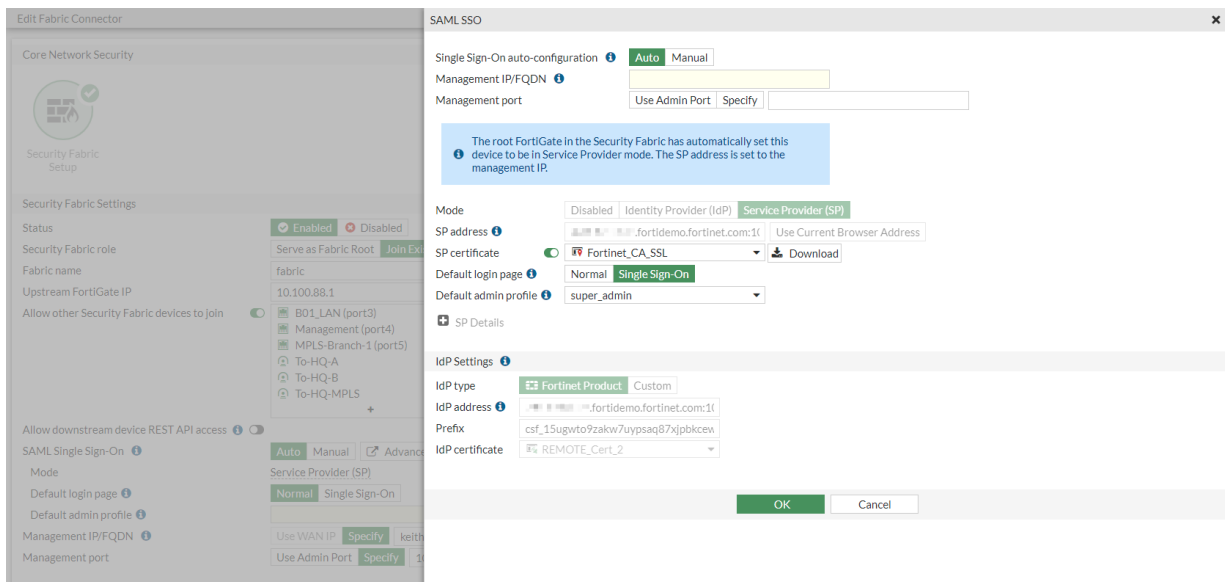 Edit Fabric Connector
Core Network Security
Security Fabric
Setup
Security Fabric Settings
Status Enabled Disabled
Security Fabric role Serve as Fabric Root Join
Fabric name fabric
Upstream FortiGate IP 10.100.88.1
Allow other Security Fabric devices to join B01_LAN (port3)
Management (port4)
MPLS-Branch-1 (port5)
To-HQ-A
To-HQ-B
To-HQ-MPLS
+
Allow downstream device REST API access
SAML Single Sign-On Auto Manual
Mode Service Provider (SP)
Default login page Normal Single Sign-On
Default admin profile
Management IP/FQDN Use WAN IP Specify keith
Management port Use Admin Port Specify
SAML SSO
Single Sign-On auto-configuration Auto Manual
Management IP/FQDN
Management port Use Admin Port Specify
The root FortiGate in the Security Fabric has automatically set this
device to be in Service Provider mode. The SP address is set to the
management IP.
Mode Disabled Identity Provider (IdP) Service Provider (SP)
SP address .fortidemo.fortinet.com:1 Use Current Browser Address
SP certificate Fortinet_CA_SSL Download
Default login page Normal Single Sign-On
Default admin profile super_admin
SP Details
IdP Settings
IdP type Fortinet Product Custom
IdP address .fortidemo.fortinet.com:1
Prefix csf_15ugwto9zakw7uypsaq87xjpbkcew
IdP certificate REMOTE_Cert_2
OK Cancel